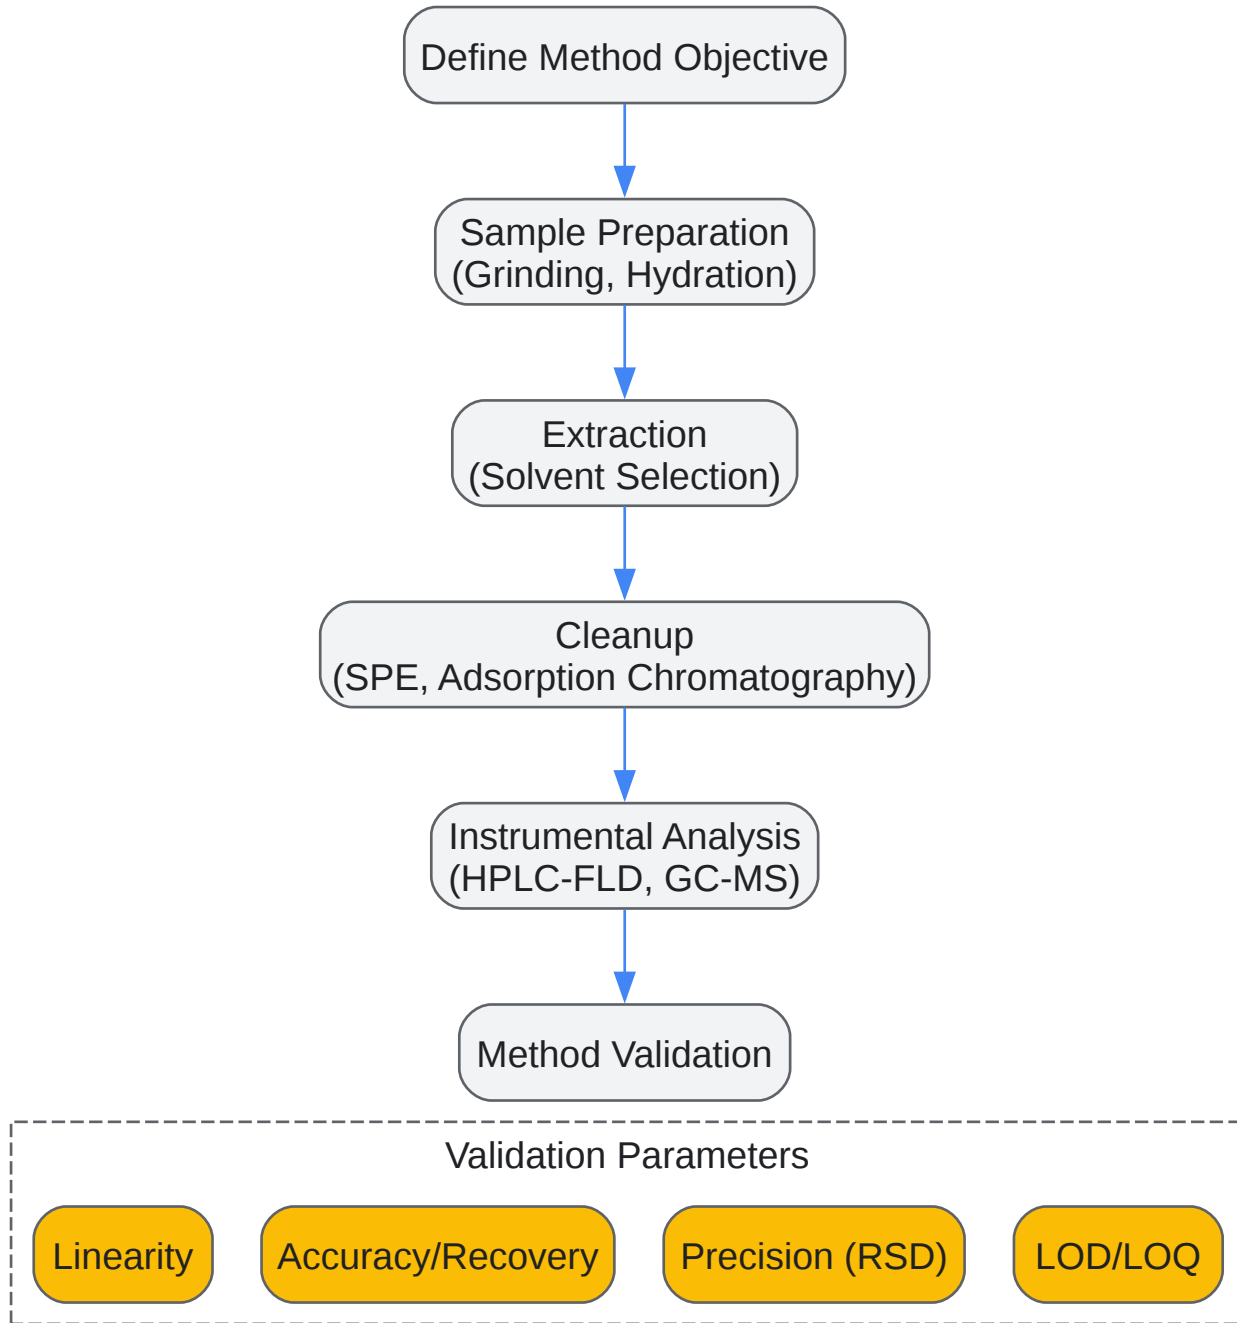 Define Method Objective
Sample Preparation
(Grinding, Hydration)
Extraction
(Solvent Selection)
Cleanup
(SPE, Adsorption Chromatography)
Instrumental Analysis
(HPLC-FLD, GC-MS)
Method Validation
Validation Parameters
Linearity
Accuracy/Recovery
Precision (RSD)
LOD/LOQ